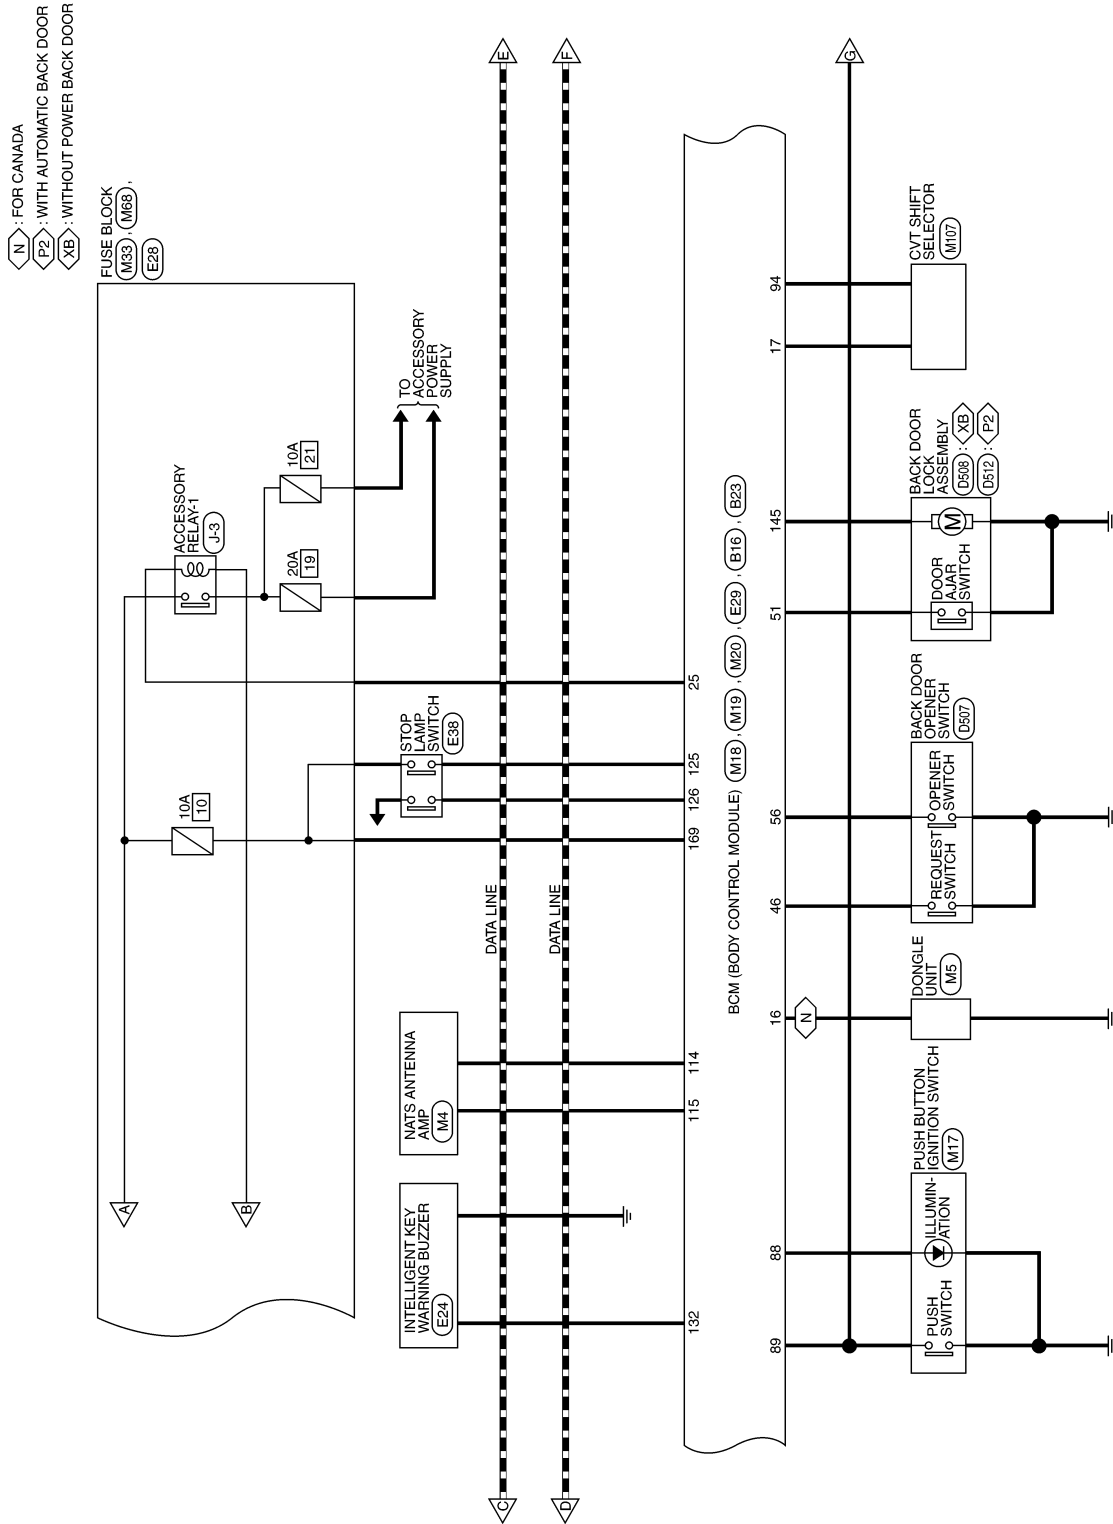 N : FOR CANADA
P2 : WITH AUTOMATIC BACK DOOR
XB : WITHOUT POWER BACK DOOR
FUSE BLOCK
M33 , M68 ,
E28
A
B
10A
10
ACCESSORY
RELAY-1
J-3
20A
19
10A
21
TO
ACCESSORY
POWER
SUPPLY
INTELLIGENT KEY
WARNING BUZZER
E24
NATS ANTENNA
AMP
M4
STOP
LAMP
SWITCH
E38
C
DATA LINE
E
D
DATA LINE
F
132
115
114
169
126
125
25
BCM (BODY CONTROL MODULE) M18 , M19 , M20 , E29 , B16 , B23
89
88
16
46
56
51
145
17
94
N
G
PUSH BUTTON
IGNITION SWITCH
M17
PUSH
SWITCH
ILLUMIN-
ATION
DONGLE
UNIT
M5
BACK DOOR
OPENER
SWITCH
D507
REQUEST
SWITCH
OPENER
SWITCH
BACK DOOR
LOCK
ASSEMBLY
D508 : XB
D512 : P2
DOOR
AJAR
SWITCH
M
CVT SHIFT
SELECTOR
M107